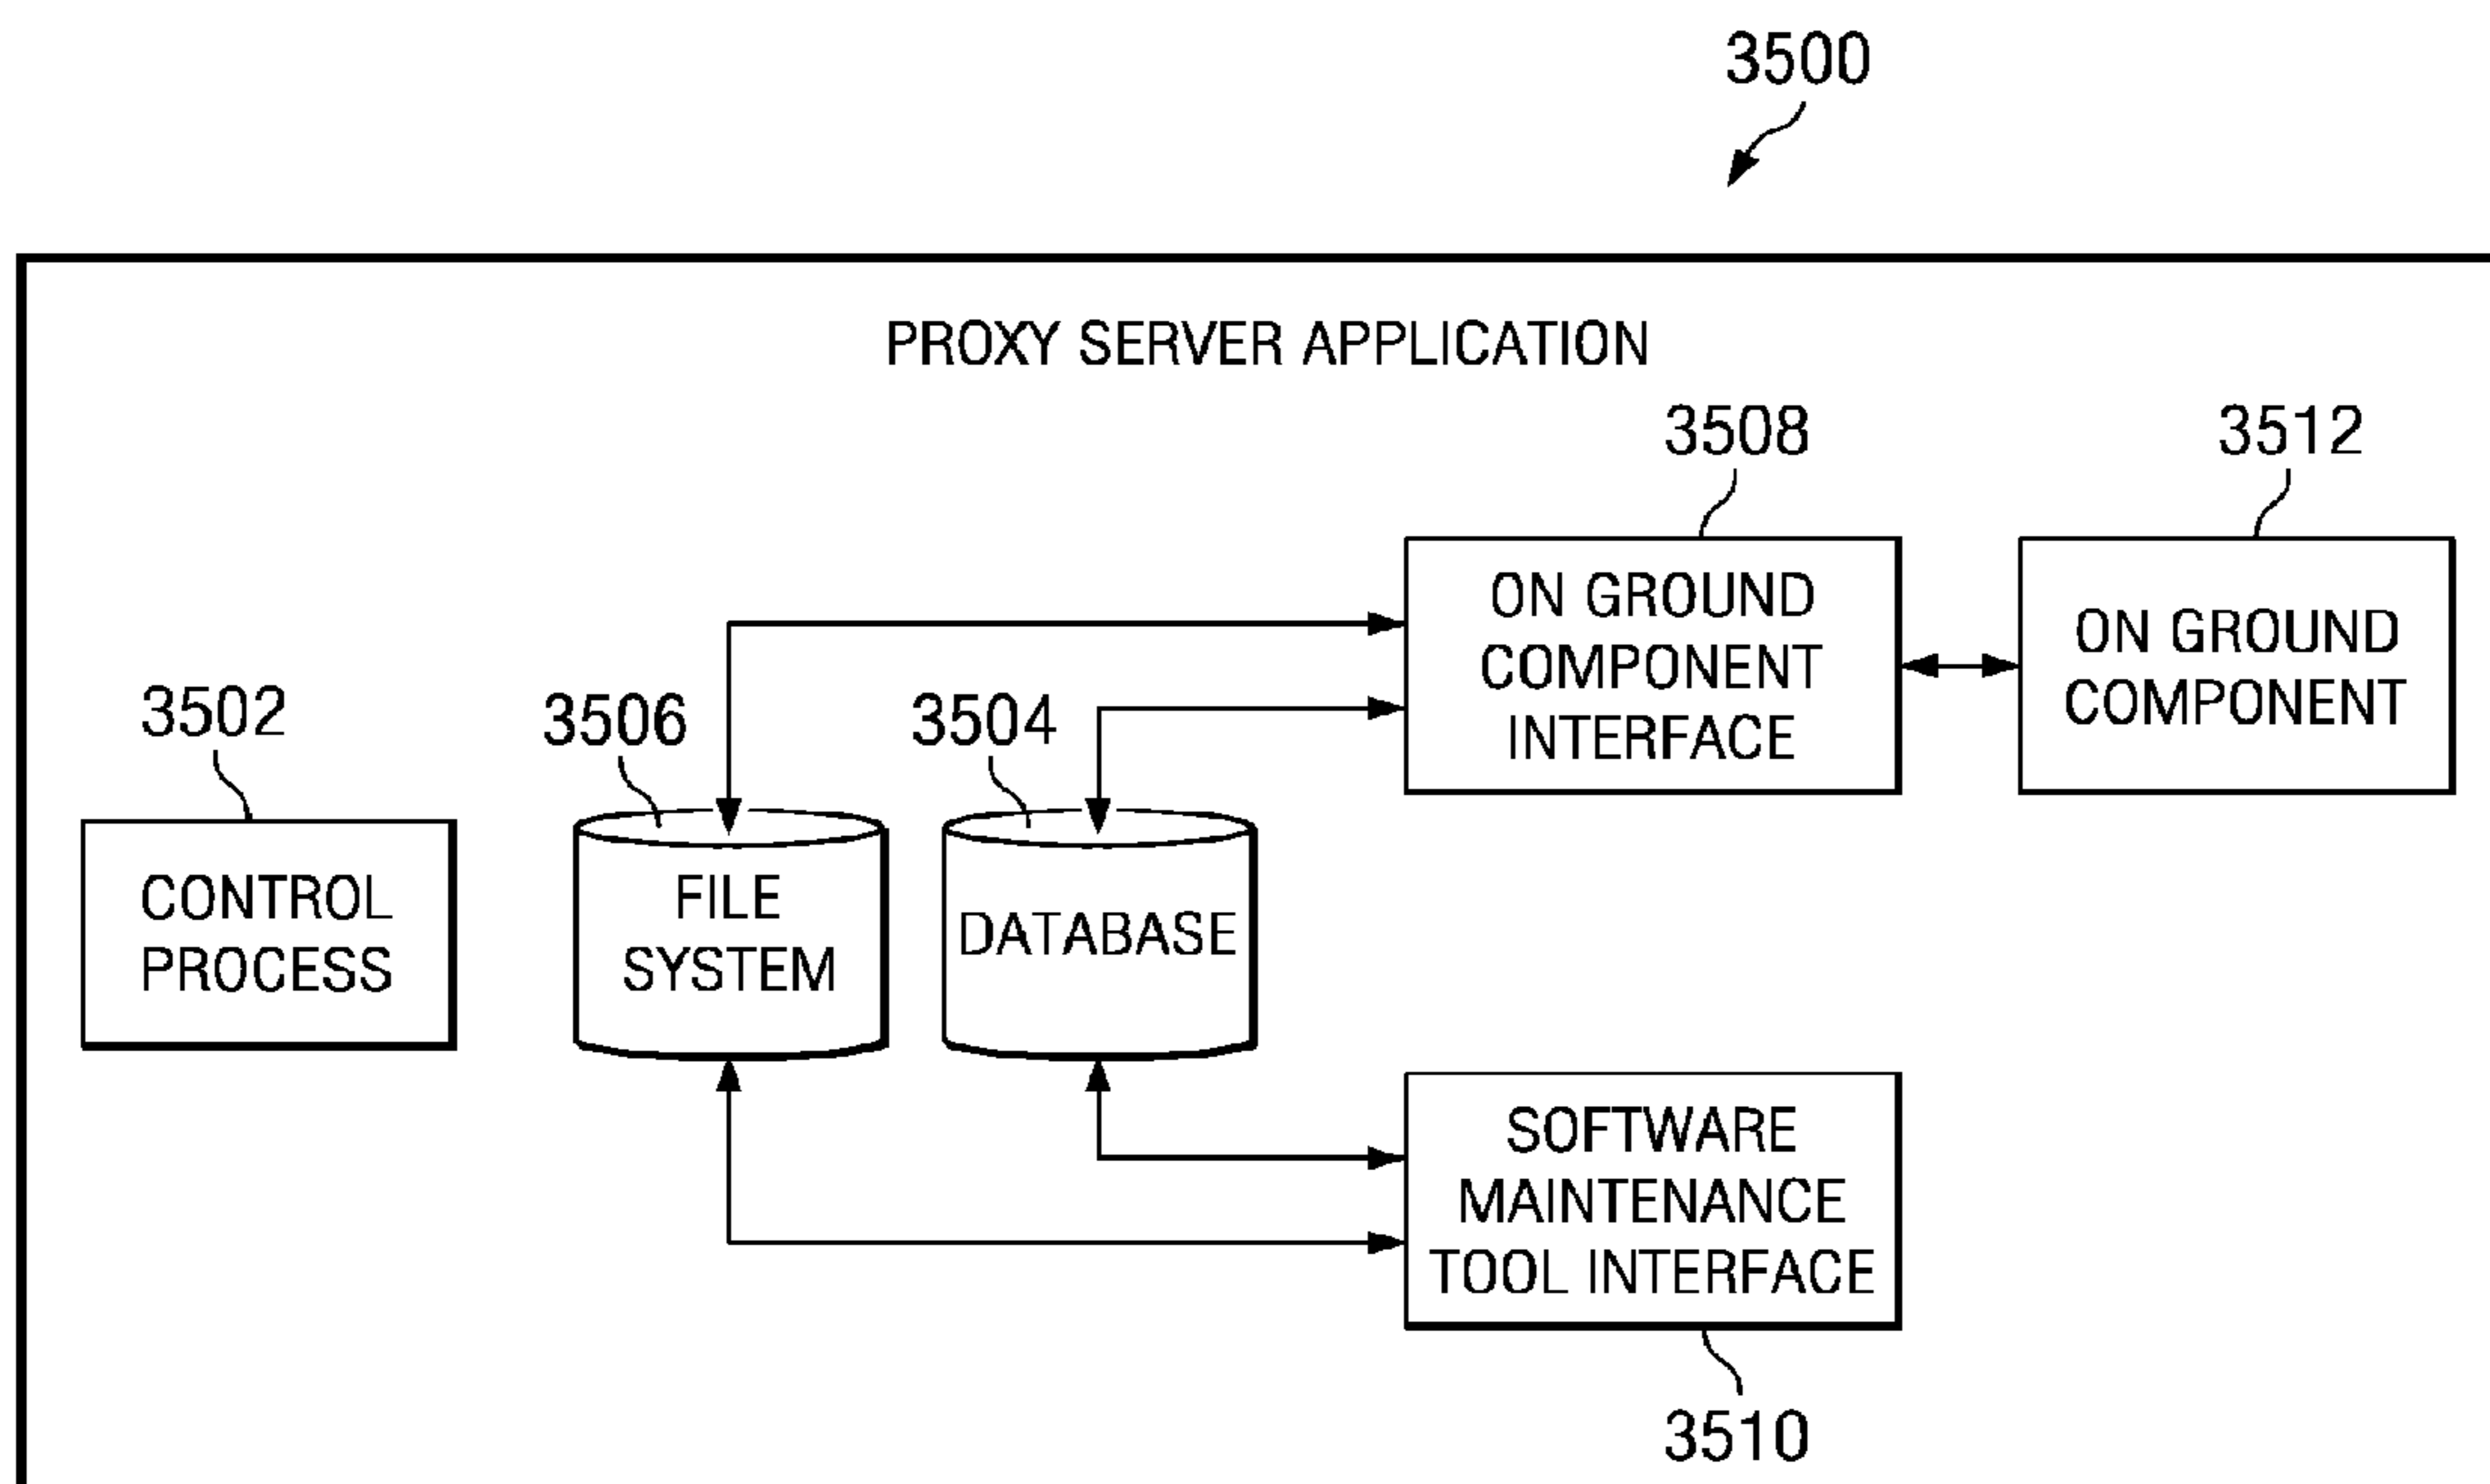 3500
PROXY SERVER APPLICATION
3508
3512
ON GROUND
COMPONENT
INTERFACE
ON GROUND
COMPONENT
3502
3506
3504
CONTROL
PROCESS
FILE
SYSTEM
DATABASE
SOFTWARE
MAINTENANCE
TOOL INTERFACE
3510